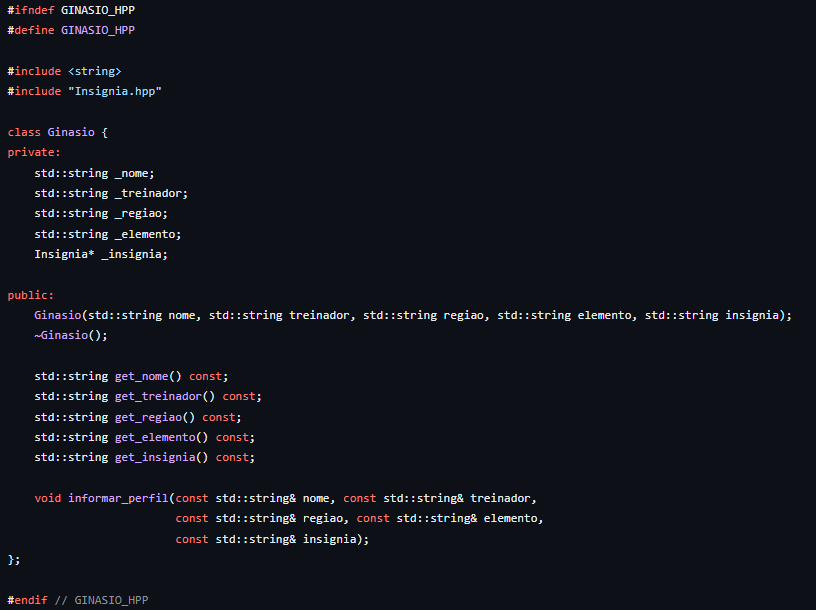 #ifndef GINASIO_HPP
#define GINASIO_HPP
#include <string>
#include "Insignia.hpp"
class Ginasio {
private:
std::string _nome;
std::string _treinador;
std::string _regiao;
std::string _elemento;
Insignia* _insignia;
public:
Ginasio(std::string nome, std::string treinador, std::string regiao, std::string elemento, std::string insignia);
~Ginasio();
std::string get_nome() const;
std::string get_treinador() const;
std::string get_regiao() const;
std::string get_elemento() const;
std::string get_insignia() const;
void informar_perfil(const std::string& nome, const std::string& treinador,
const std::string& regiao, const std::string& elemento,
const std::string& insignia);
};
#endif // GINASIO_HPP